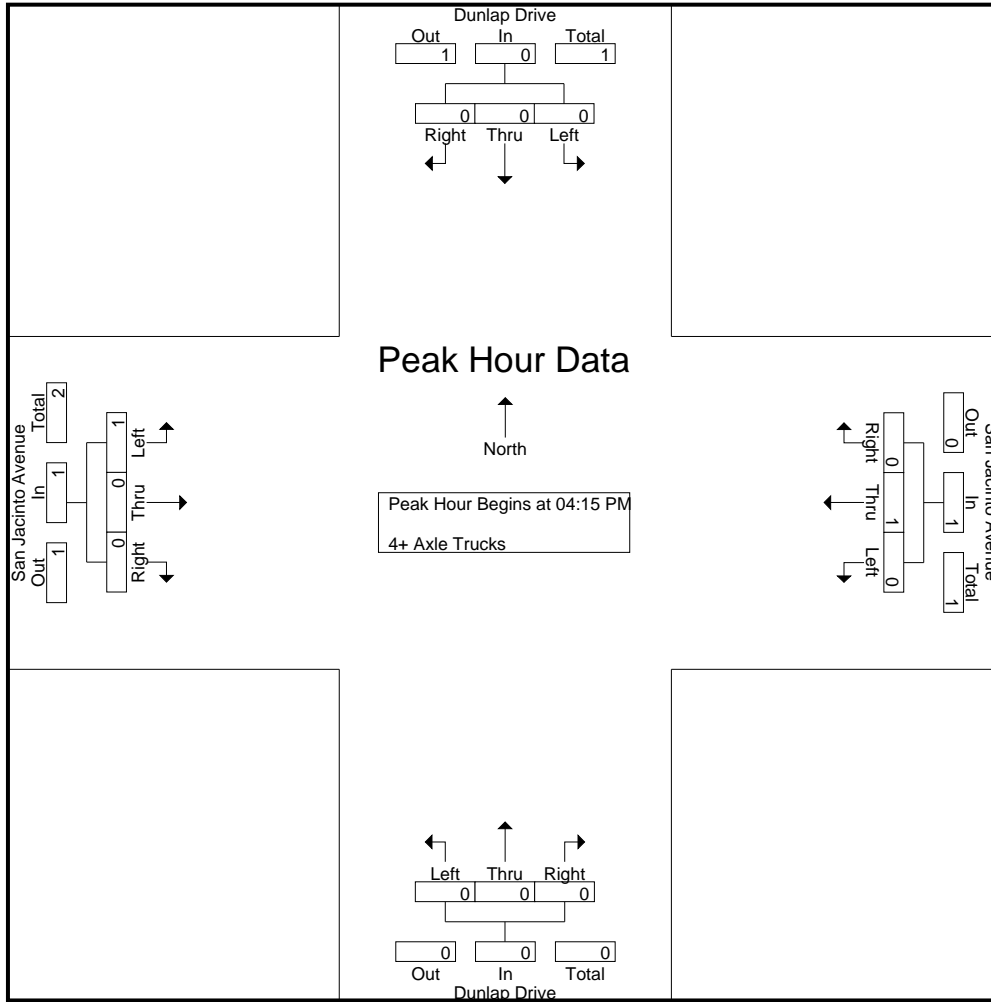 Dunlap Drive
Out In Total
1 0 1
0 0 0
Right Thru Left
Peak Hour Data
North
Peak Hour Begins at 04:15 PM
4+ Axle Trucks
San Jacinto Avenue
Out In Total
1 1 2
Right Thru Left
0 0 1
San Jacinto Avenue
Out In Total
0 1 1
Right Thru Left
0 1 0
Left Thru Right
0 0 0
0 0 0
Out In Total
Dunlap Drive